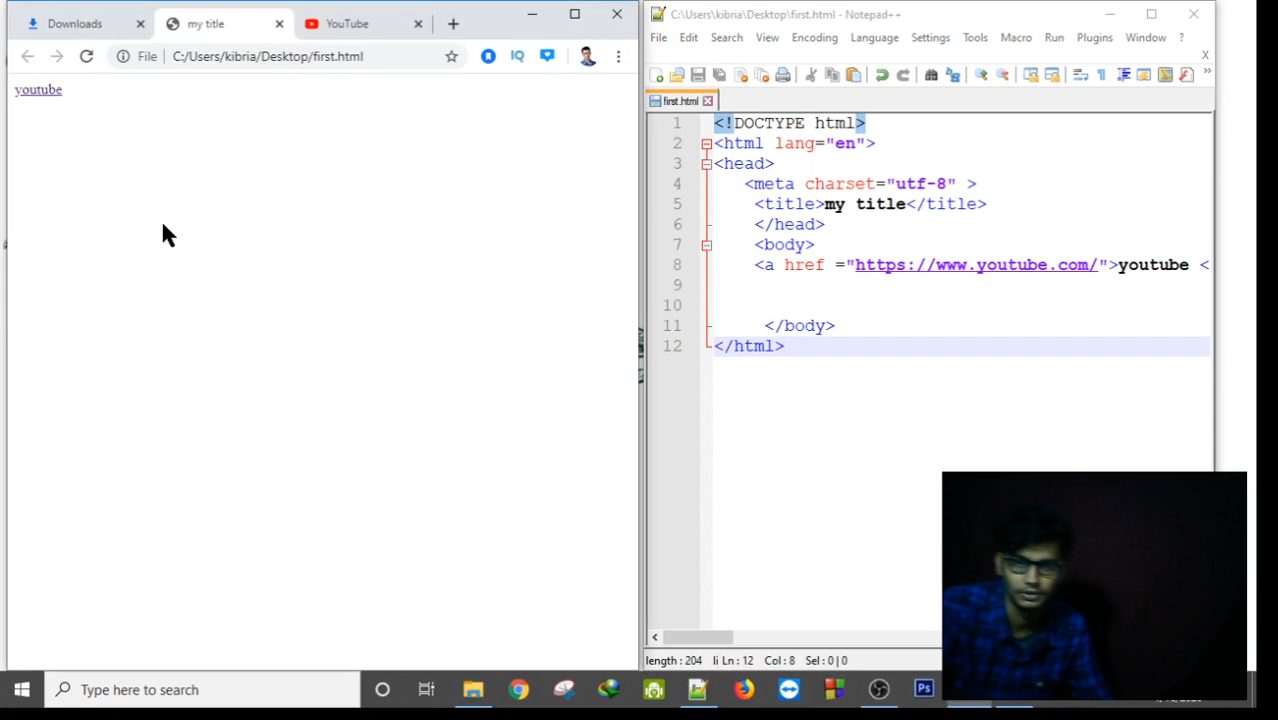 Downloads
my title
YouTube
File
C:/Users/kibria/Desktop/first.html
IQ
youtube
C:\Users\kibria\Desktop\first.html - Notepad++
File Edit Search View Encoding Language Settings Tools Macro Run Plugins Window ?
X
first.html
1 <!DOCTYPE html>
2 <html lang="en">
3 <head>
4 <meta charset="utf-8" >
5 <title>my title</title>
6 </head>
7 <body>
8 <a href ="https://www.youtube.com/">youtube <
9
10
11 </body>
12 </html>
length : 204 li Ln : 12 Col : 8 Sel : 0 | 0
Type here to search
Ps